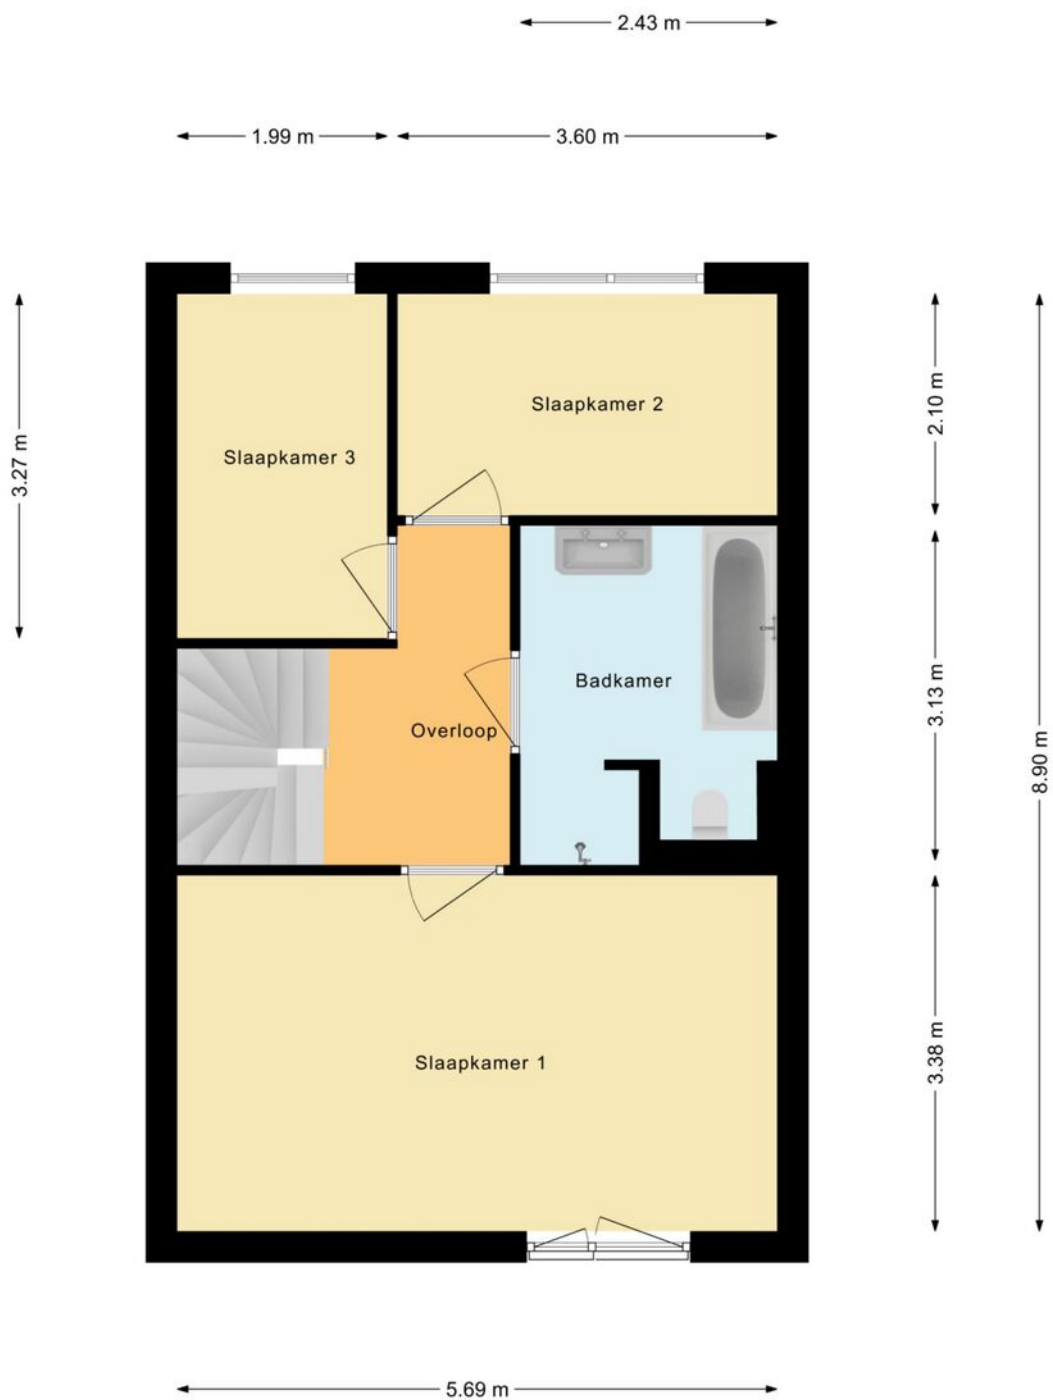 2.43 m
1.99 m
3.60 m
2.10 m
Slaapkamer 2
Slaapkamer 3
3.27 m
Badkamer
3.13 m
Overloop
8.90 m
3.38 m
Slaapkamer 1
5.69 m